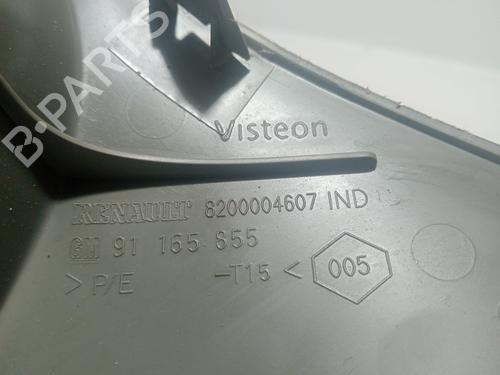 B-PARTS
Visteon
RENAULT 8200004607 IND
GM 91 165 855
> P/E -T15 < 005